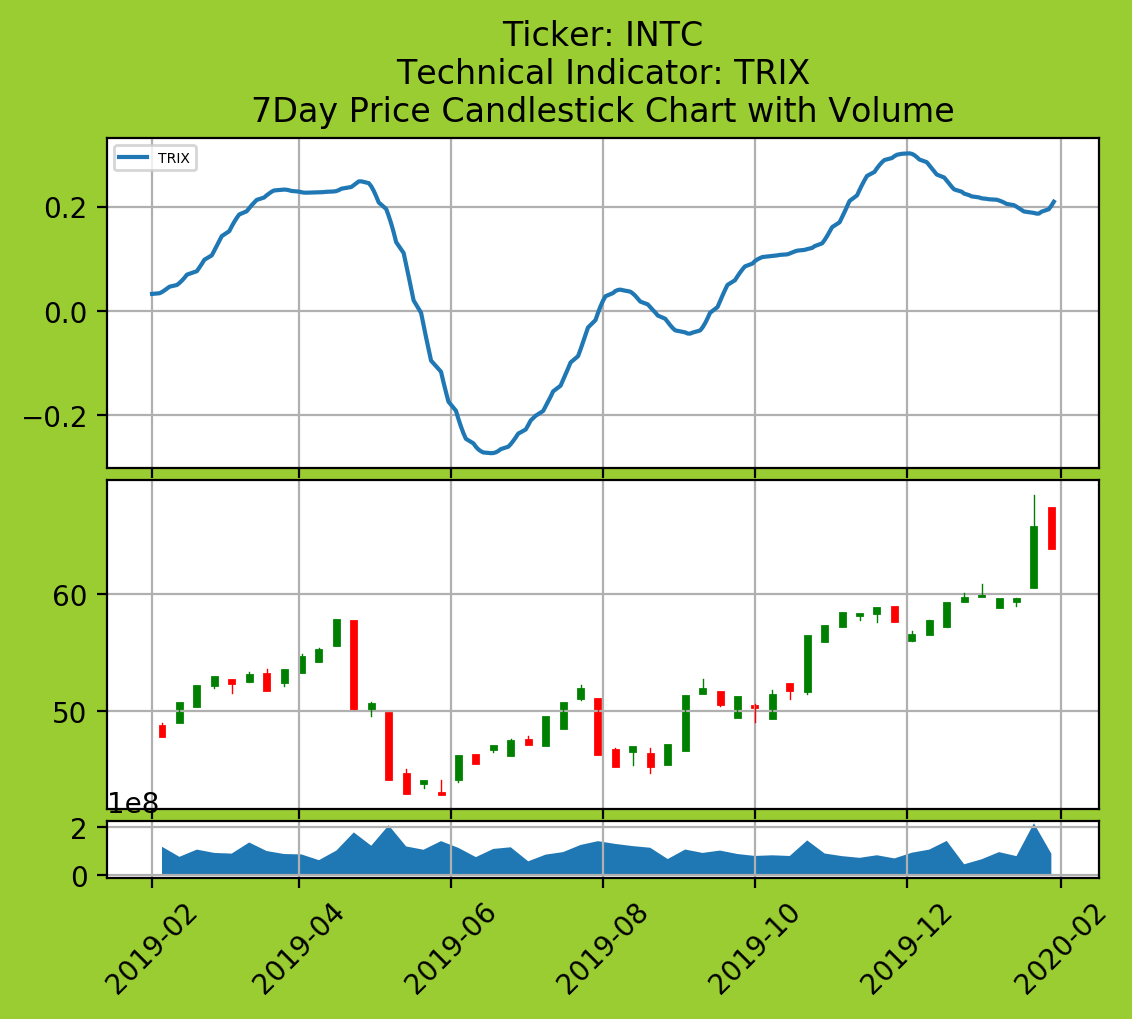 Ticker: INTC
Technical Indicator: TRIX
7Day Price Candlestick Chart with Volume
TRIX
0.2
0.0
−0.2
60
50
1e8
2
0
2019-02
2019-04
2019-06
2019-08
2019-10
2019-12
2020-02